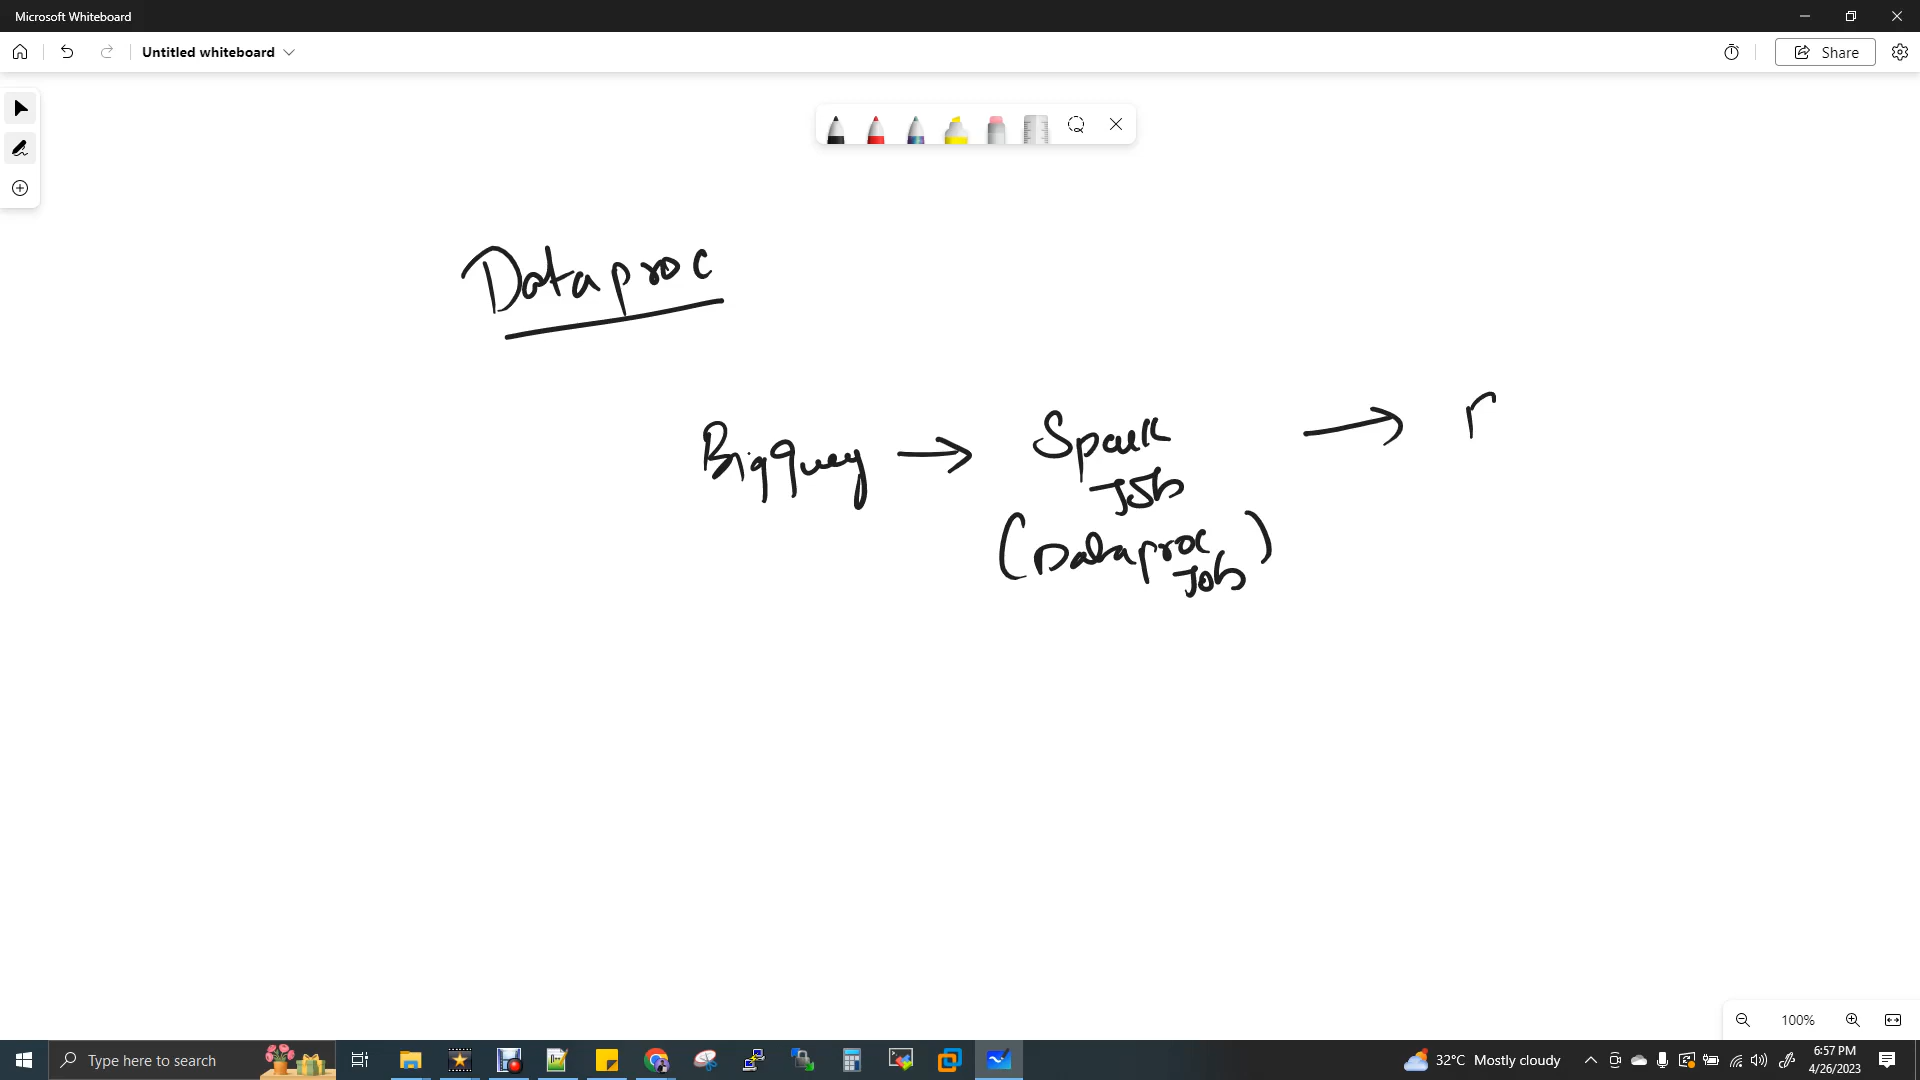 Microsoft Whiteboard
Untitled whiteboard
Share
Dataproc
BigQuery → Spark →
Job
(Dataproc
Job)
100%
Type here to search
32°C Mostly cloudy
6:57 PM
4/26/2023